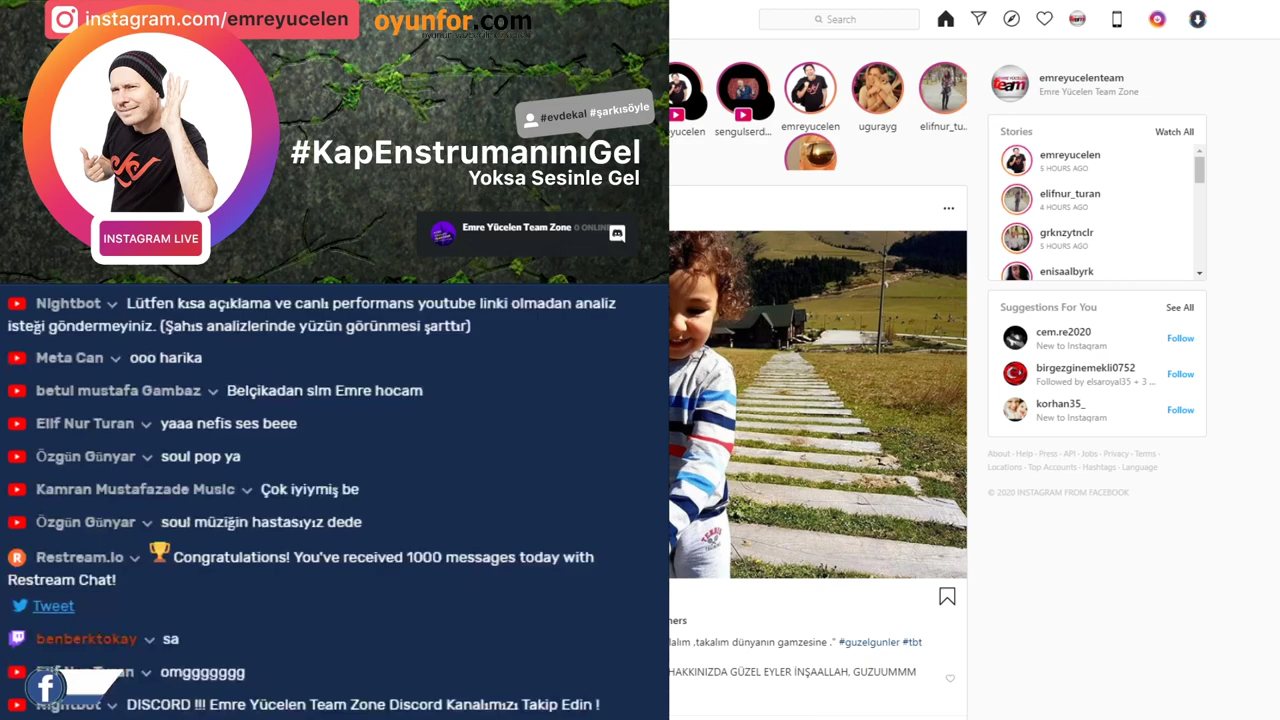 instagram.com/emreyucelen
oyunfor.com
#evdekal #şarkısöyle
#KapEnstrumanınıGel
Yoksa Sesinle Gel
Emre Yücelen Team Zone 0 ONLINE
INSTAGRAM LIVE
Nightbot Lütfen kısa açıklama ve canlı performans youtube linki olmadan analiz
isteği göndermeyiniz. (Şahıs analizlerinde yüzün görünmesi şarttır)
Meta Can ooo harika
betul mustafa Gambaz Belçikadan slm Emre hocam
Elif Nur Turan yaaa nefis ses beee
Özgün Günyar soul pop ya
Kamran Mustafazade Music Çok iyiymiş be
Özgün Günyar soul müziğin hastasıyız dede
Restream.io Congratulations! You've received 1000 messages today with
Restream Chat!
Tweet
benberktokay sa
omggggggg
Nightbot DISCORD !!! Emre Yücelen Team Zone Discord Kanalımızı Takip Edin !
Search
yucelen
sengulserd...
emreyucelen
ugurayg
elifnur_tu...
hers
lalım ,takalım dünyanın gamzesine ." #guzelgunler #tbt
HAKKINIZDA GÜZEL EYLER İNŞAALLAH, GUZUUMMM
emreyucelenteam
Emre Yücelen Team Zone
Stories Watch All
emreyucelen
5 HOURS AGO
elifnur_turan
4 HOURS AGO
grknzytnclr
5 HOURS AGO
enisaalbyrk
Suggestions For You See All
cem.re2020
New to Instagram
Follow
birgezginemekli0752
Followed by elsaroyal35 + 3 ...
Follow
korhan35_
New to Instagram
Follow
About · Help · Press · API · Jobs · Privacy · Terms ·
Locations · Top Accounts · Hashtags · Language
© 2020 INSTAGRAM FROM FACEBOOK